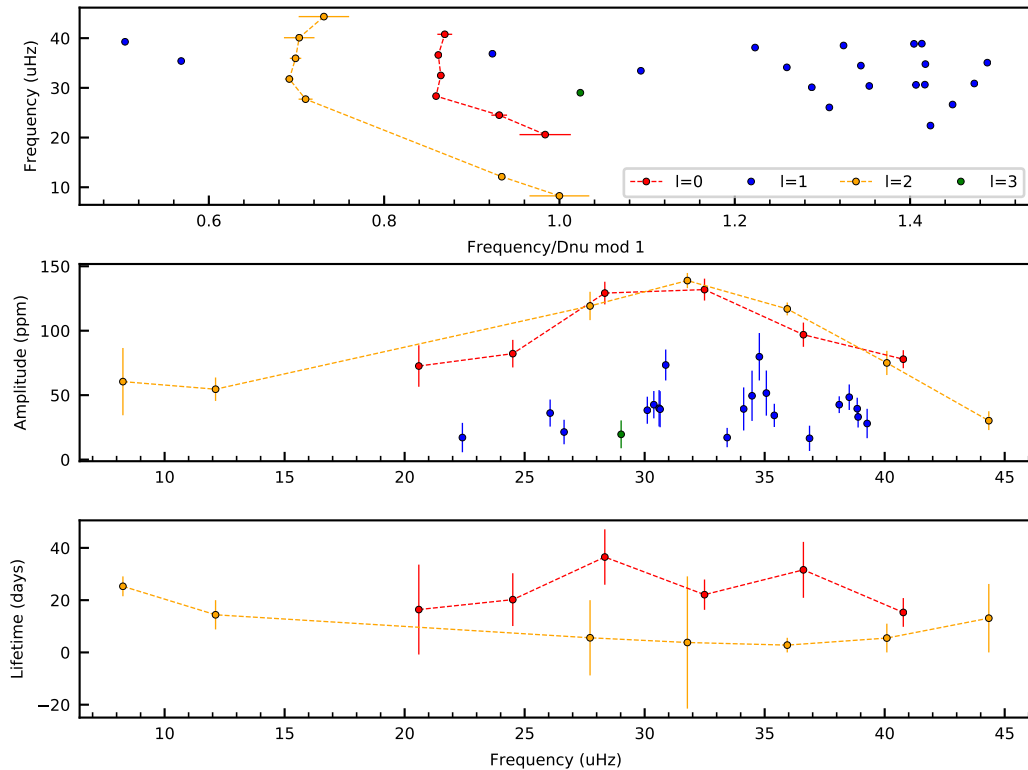 Frequency (uHz)
40
30
20
10
0.6 0.8 1.0 1.2 1.4
l=0 l=1 l=2 l=3
Frequency/Dnu mod 1
Amplitude (ppm)
150
100
50
0
10 15 20 25 30 35 40 45
Lifetime (days)
40
20
0
−20
10 15 20 25 30 35 40 45
Frequency (uHz)